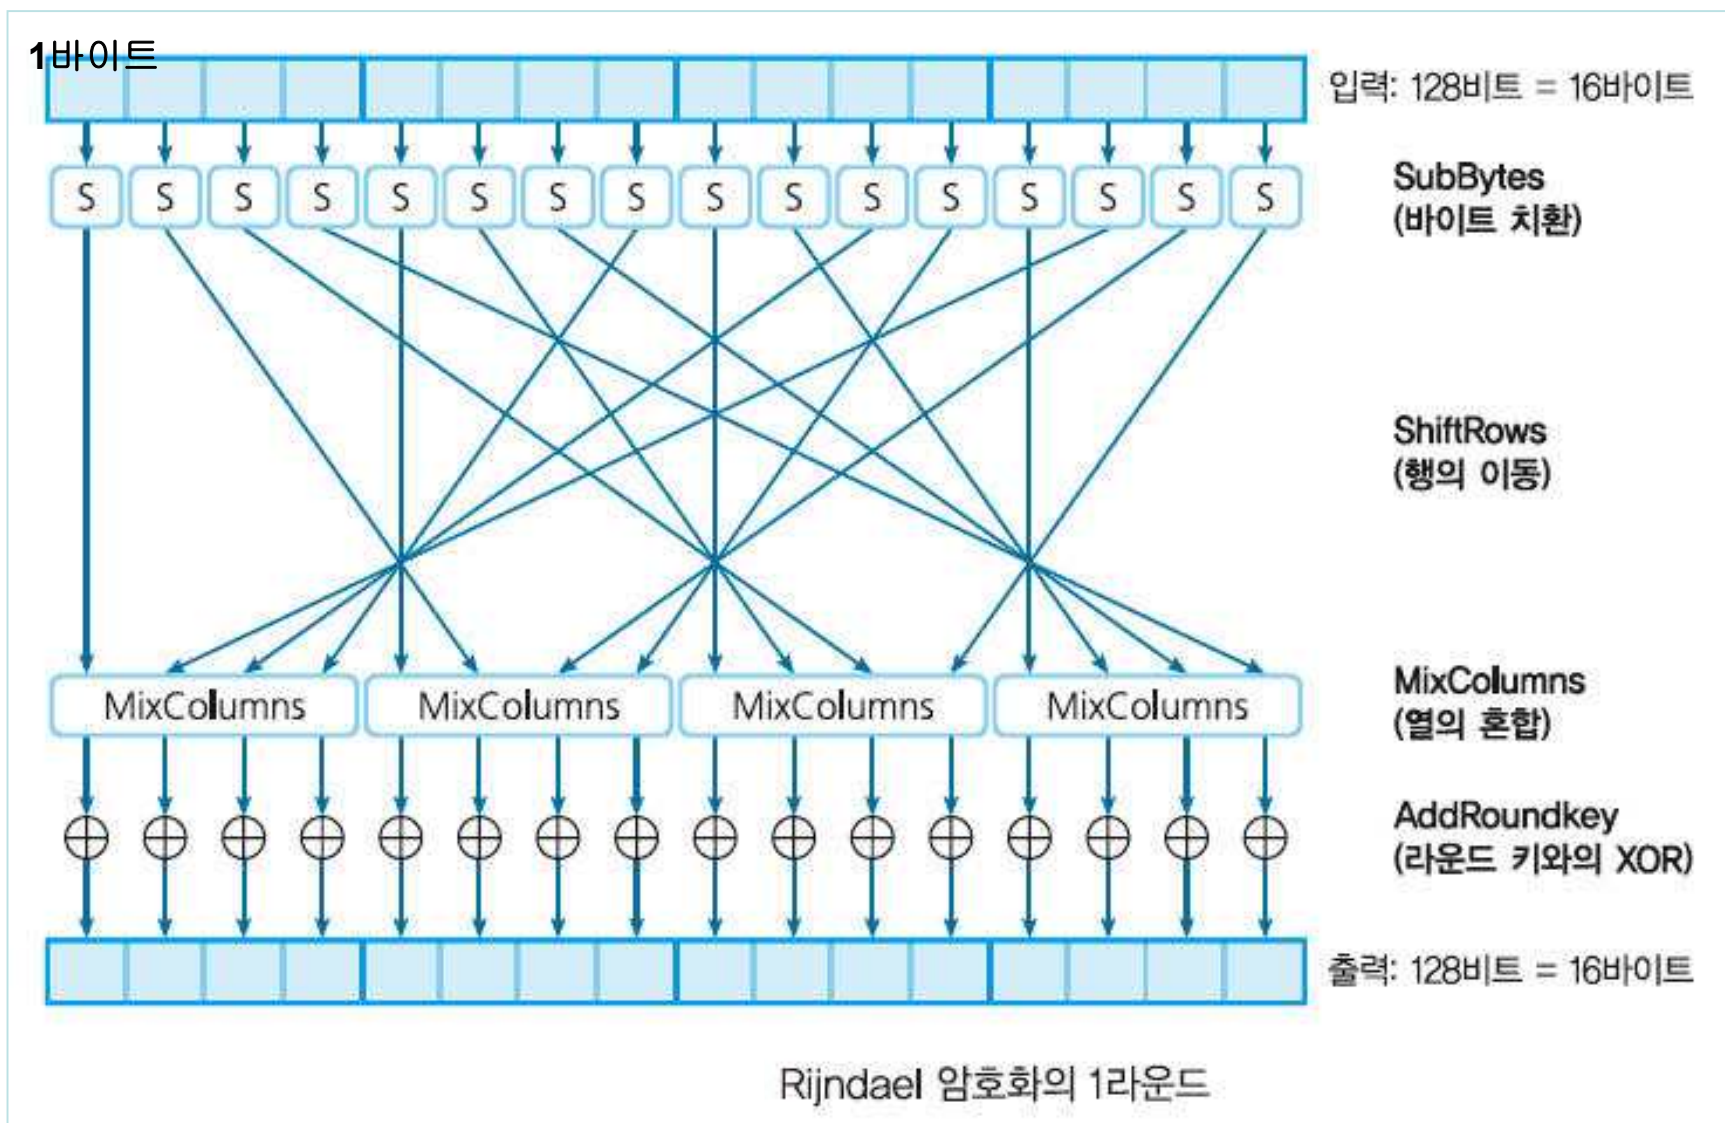 1바이트
입력: 128비트 = 16바이트
S S S S S S S S S S S S S S S S
SubBytes
(바이트 치환)
ShiftRows
(행의 이동)
MixColumns MixColumns MixColumns MixColumns
MixColumns
(열의 혼합)
AddRoundkey
(라운드 키와의 XOR)
출력: 128비트 = 16바이트
Rijndael 암호화의 1라운드